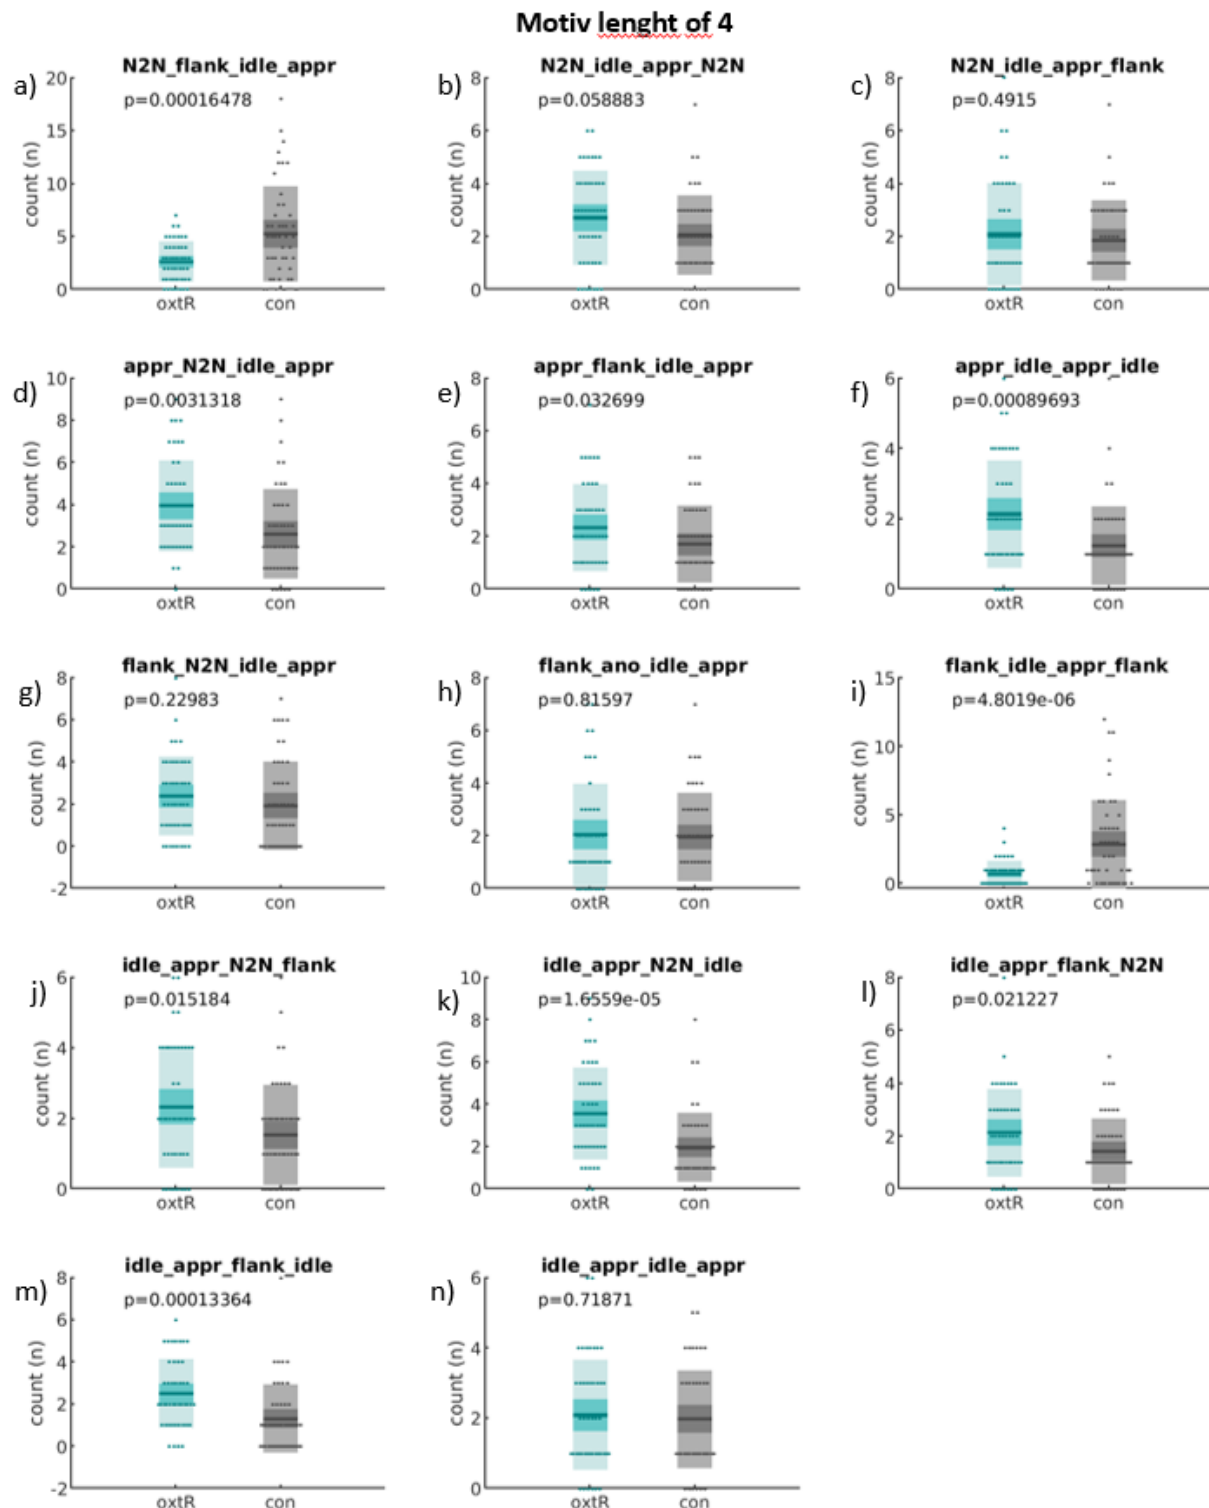 Motiv lenght of 4
a) N2N_flank_idle_appr
p=0.00016478
20
15
10
5
0
count (n)
oxtR con
b) N2N_idle_appr_N2N
p=0.058883
8
6
4
2
0
count (n)
oxtR con
c) N2N_idle_appr_flank
p=0.4915
8
6
4
2
0
count (n)
oxtR con
d) appr_N2N_idle_appr
p=0.0031318
10
8
6
4
2
0
count (n)
oxtR con
e) appr_flank_idle_appr
p=0.032699
8
6
4
2
0
count (n)
oxtR con
f) appr_idle_appr_idle
p=0.00089693
6
4
2
0
count (n)
oxtR con
g) flank_N2N_idle_appr
p=0.22983
8
6
4
2
0
-2
count (n)
oxtR con
h) flank_ano_idle_appr
p=0.81597
8
6
4
2
0
count (n)
oxtR con
i) flank_idle_appr_flank
p=4.8019e-06
15
10
5
0
count (n)
oxtR con
j) idle_appr_N2N_flank
p=0.015184
6
4
2
0
count (n)
oxtR con
k) idle_appr_N2N_idle
p=1.6559e-05
10
8
6
4
2
0
count (n)
oxtR con
l) idle_appr_flank_N2N
p=0.021227
8
6
4
2
0
count (n)
oxtR con
m) idle_appr_flank_idle
p=0.00013364
8
6
4
2
0
-2
count (n)
oxtR con
n) idle_appr_idle_appr
p=0.71871
6
4
2
0
count (n)
oxtR con